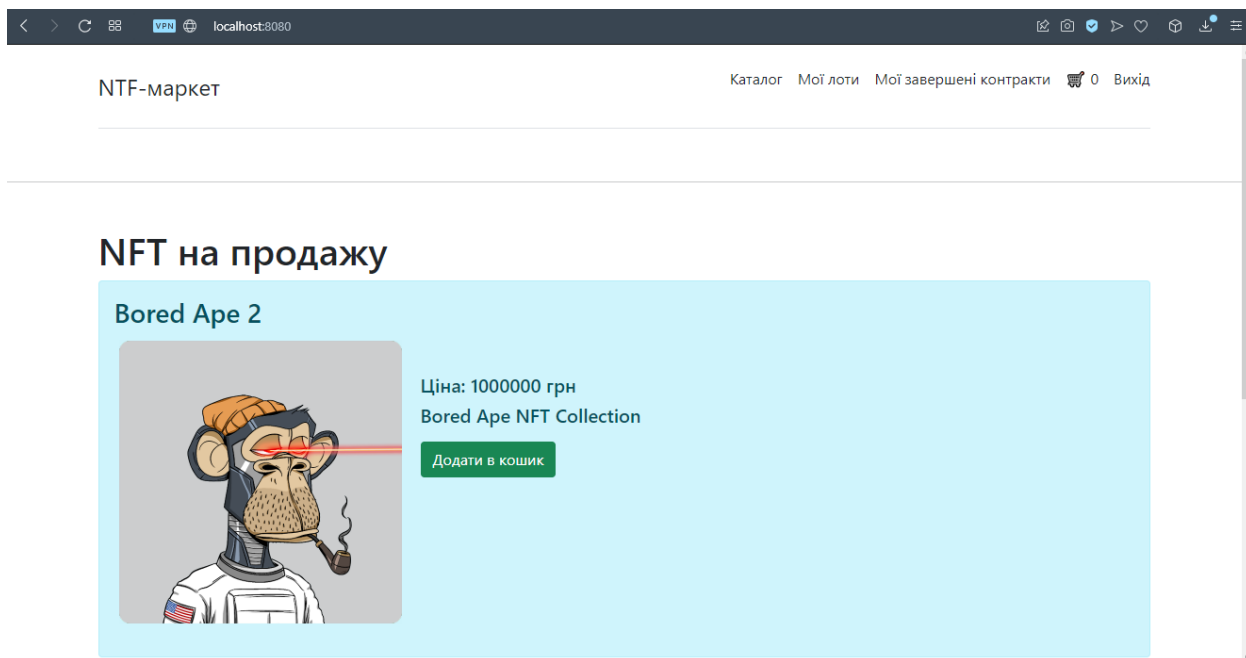 VPN localhost:8080
NTF-маркет
Каталог Мої лоти Мої завершені контракти 0 Вихід
NFT на продажу
Bored Ape 2
Ціна: 1000000 грн
Bored Ape NFT Collection
Додати в кошик